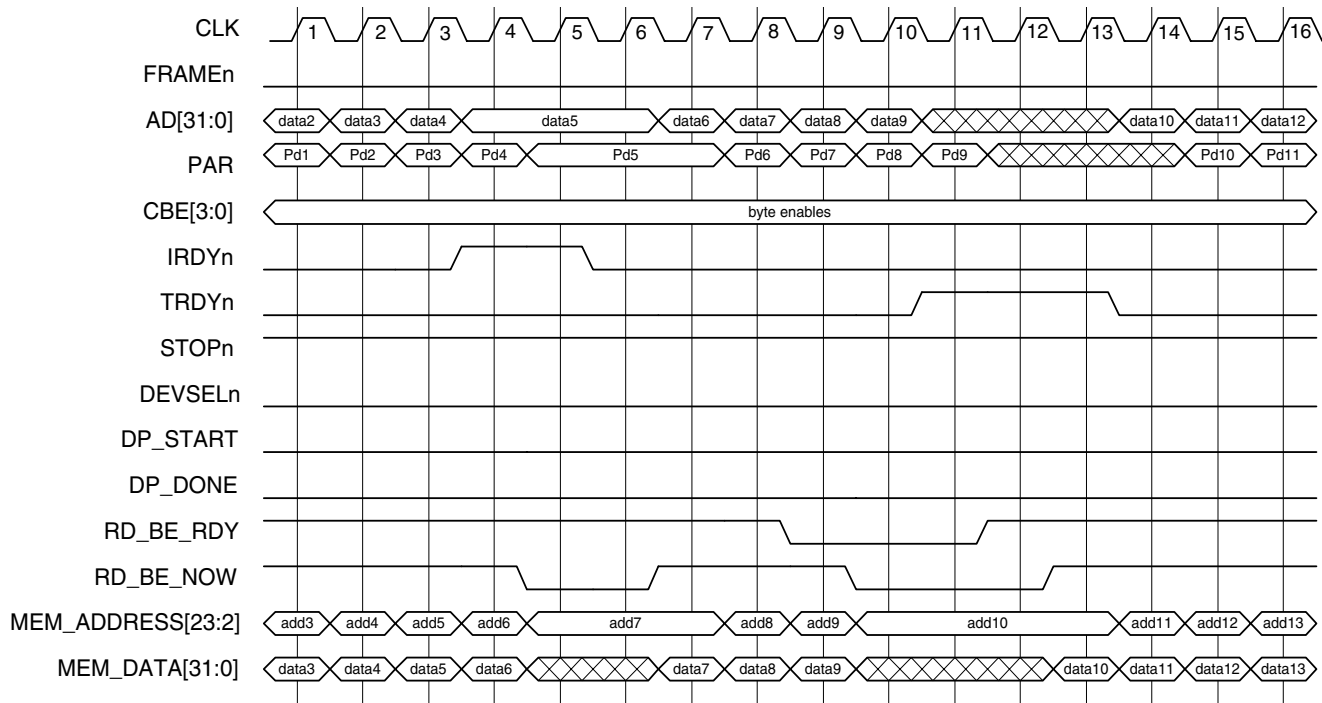 CLK 1 2 3 4 5 6 7 8 9 10 11 12 13 14 15 16
FRAMEn
AD[31:0] data2 data3 data4 data5 data6 data7 data8 data9 data10 data11 data12
PAR Pd1 Pd2 Pd3 Pd4 Pd5 Pd6 Pd7 Pd8 Pd9 Pd10 Pd11
CBE[3:0] byte enables
IRDYn
TRDYn
STOPn
DEVSELn
DP_START
DP_DONE
RD_BE_RDY
RD_BE_NOW
MEM_ADDRESS[23:2] add3 add4 add5 add6 add7 add8 add9 add10 add11 add12 add13
MEM_DATA[31:0] data3 data4 data5 data6 data7 data8 data9 data10 data11 data12 data13